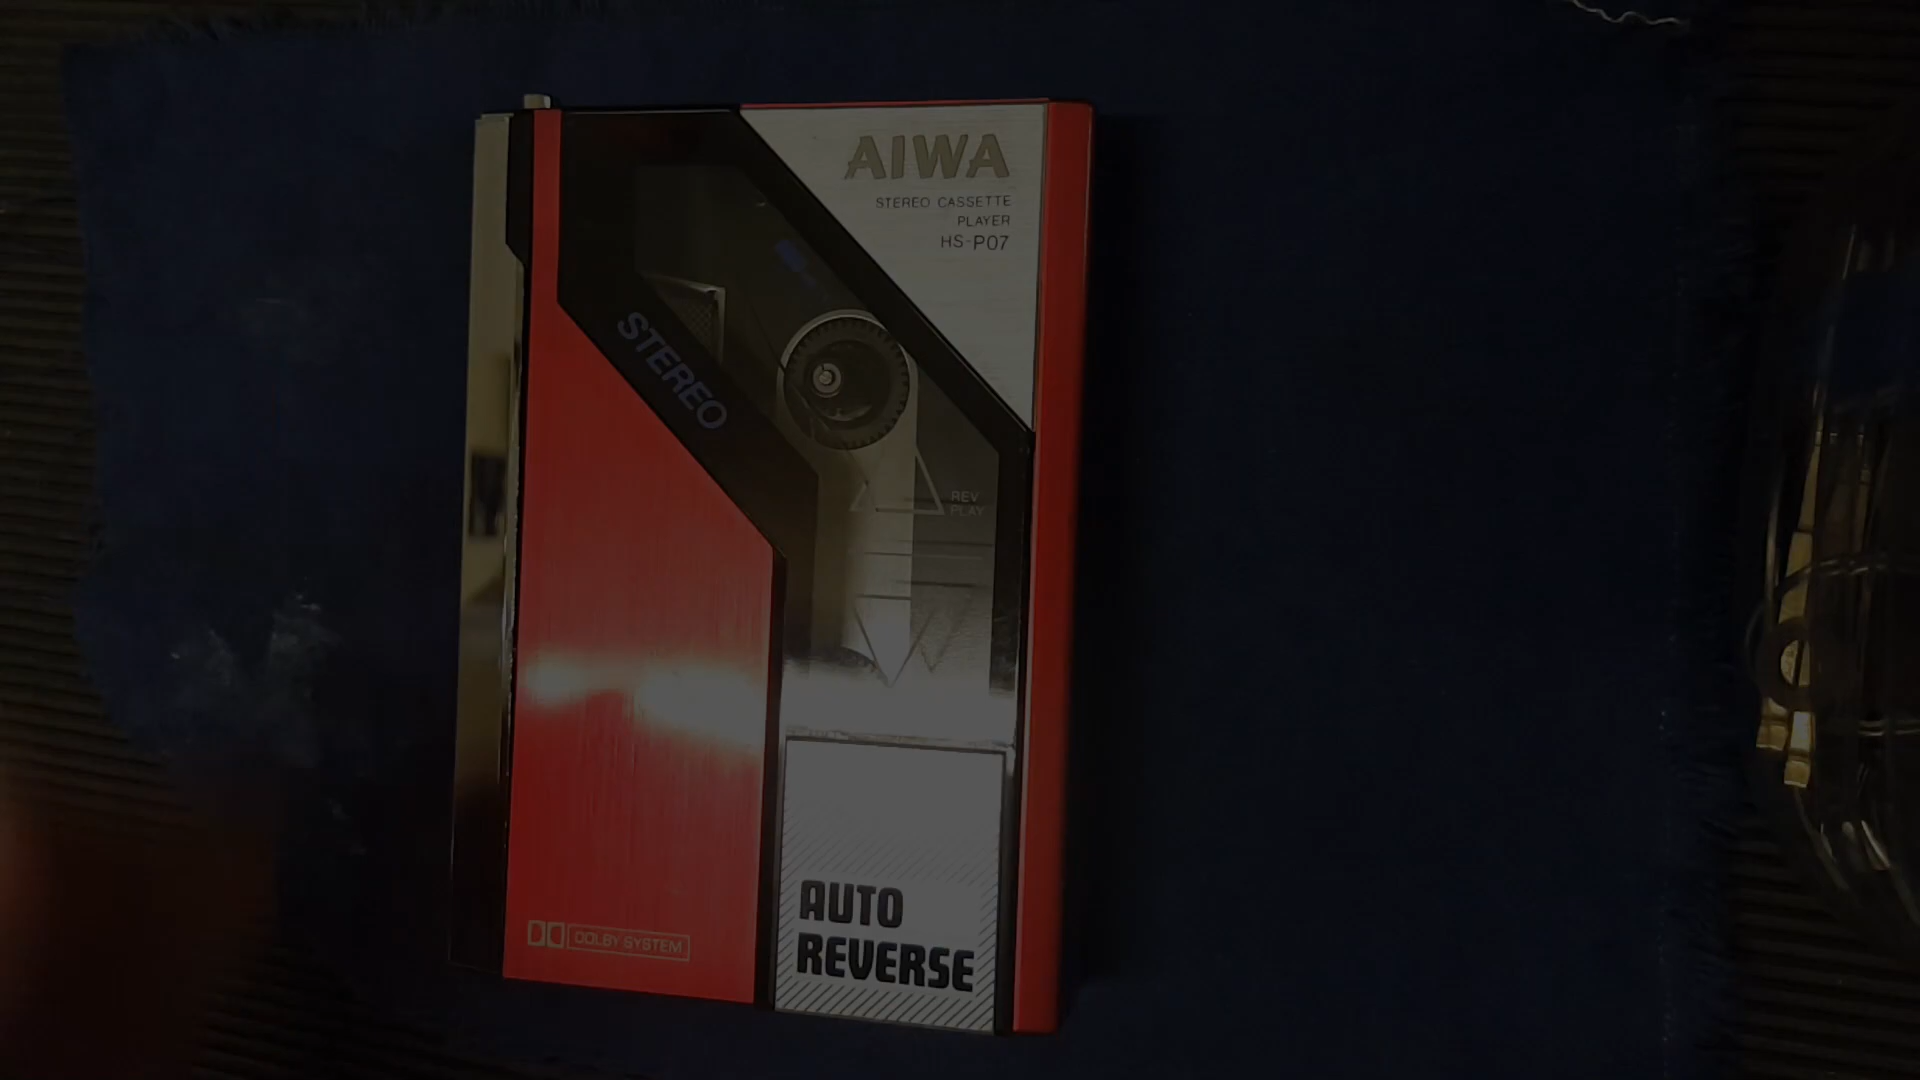 AIWA
STEREO CASSETTE
PLAYER
HS-P07
STEREO
REV
PLAY
AUTO
REVERSE
DOLBY SYSTEM